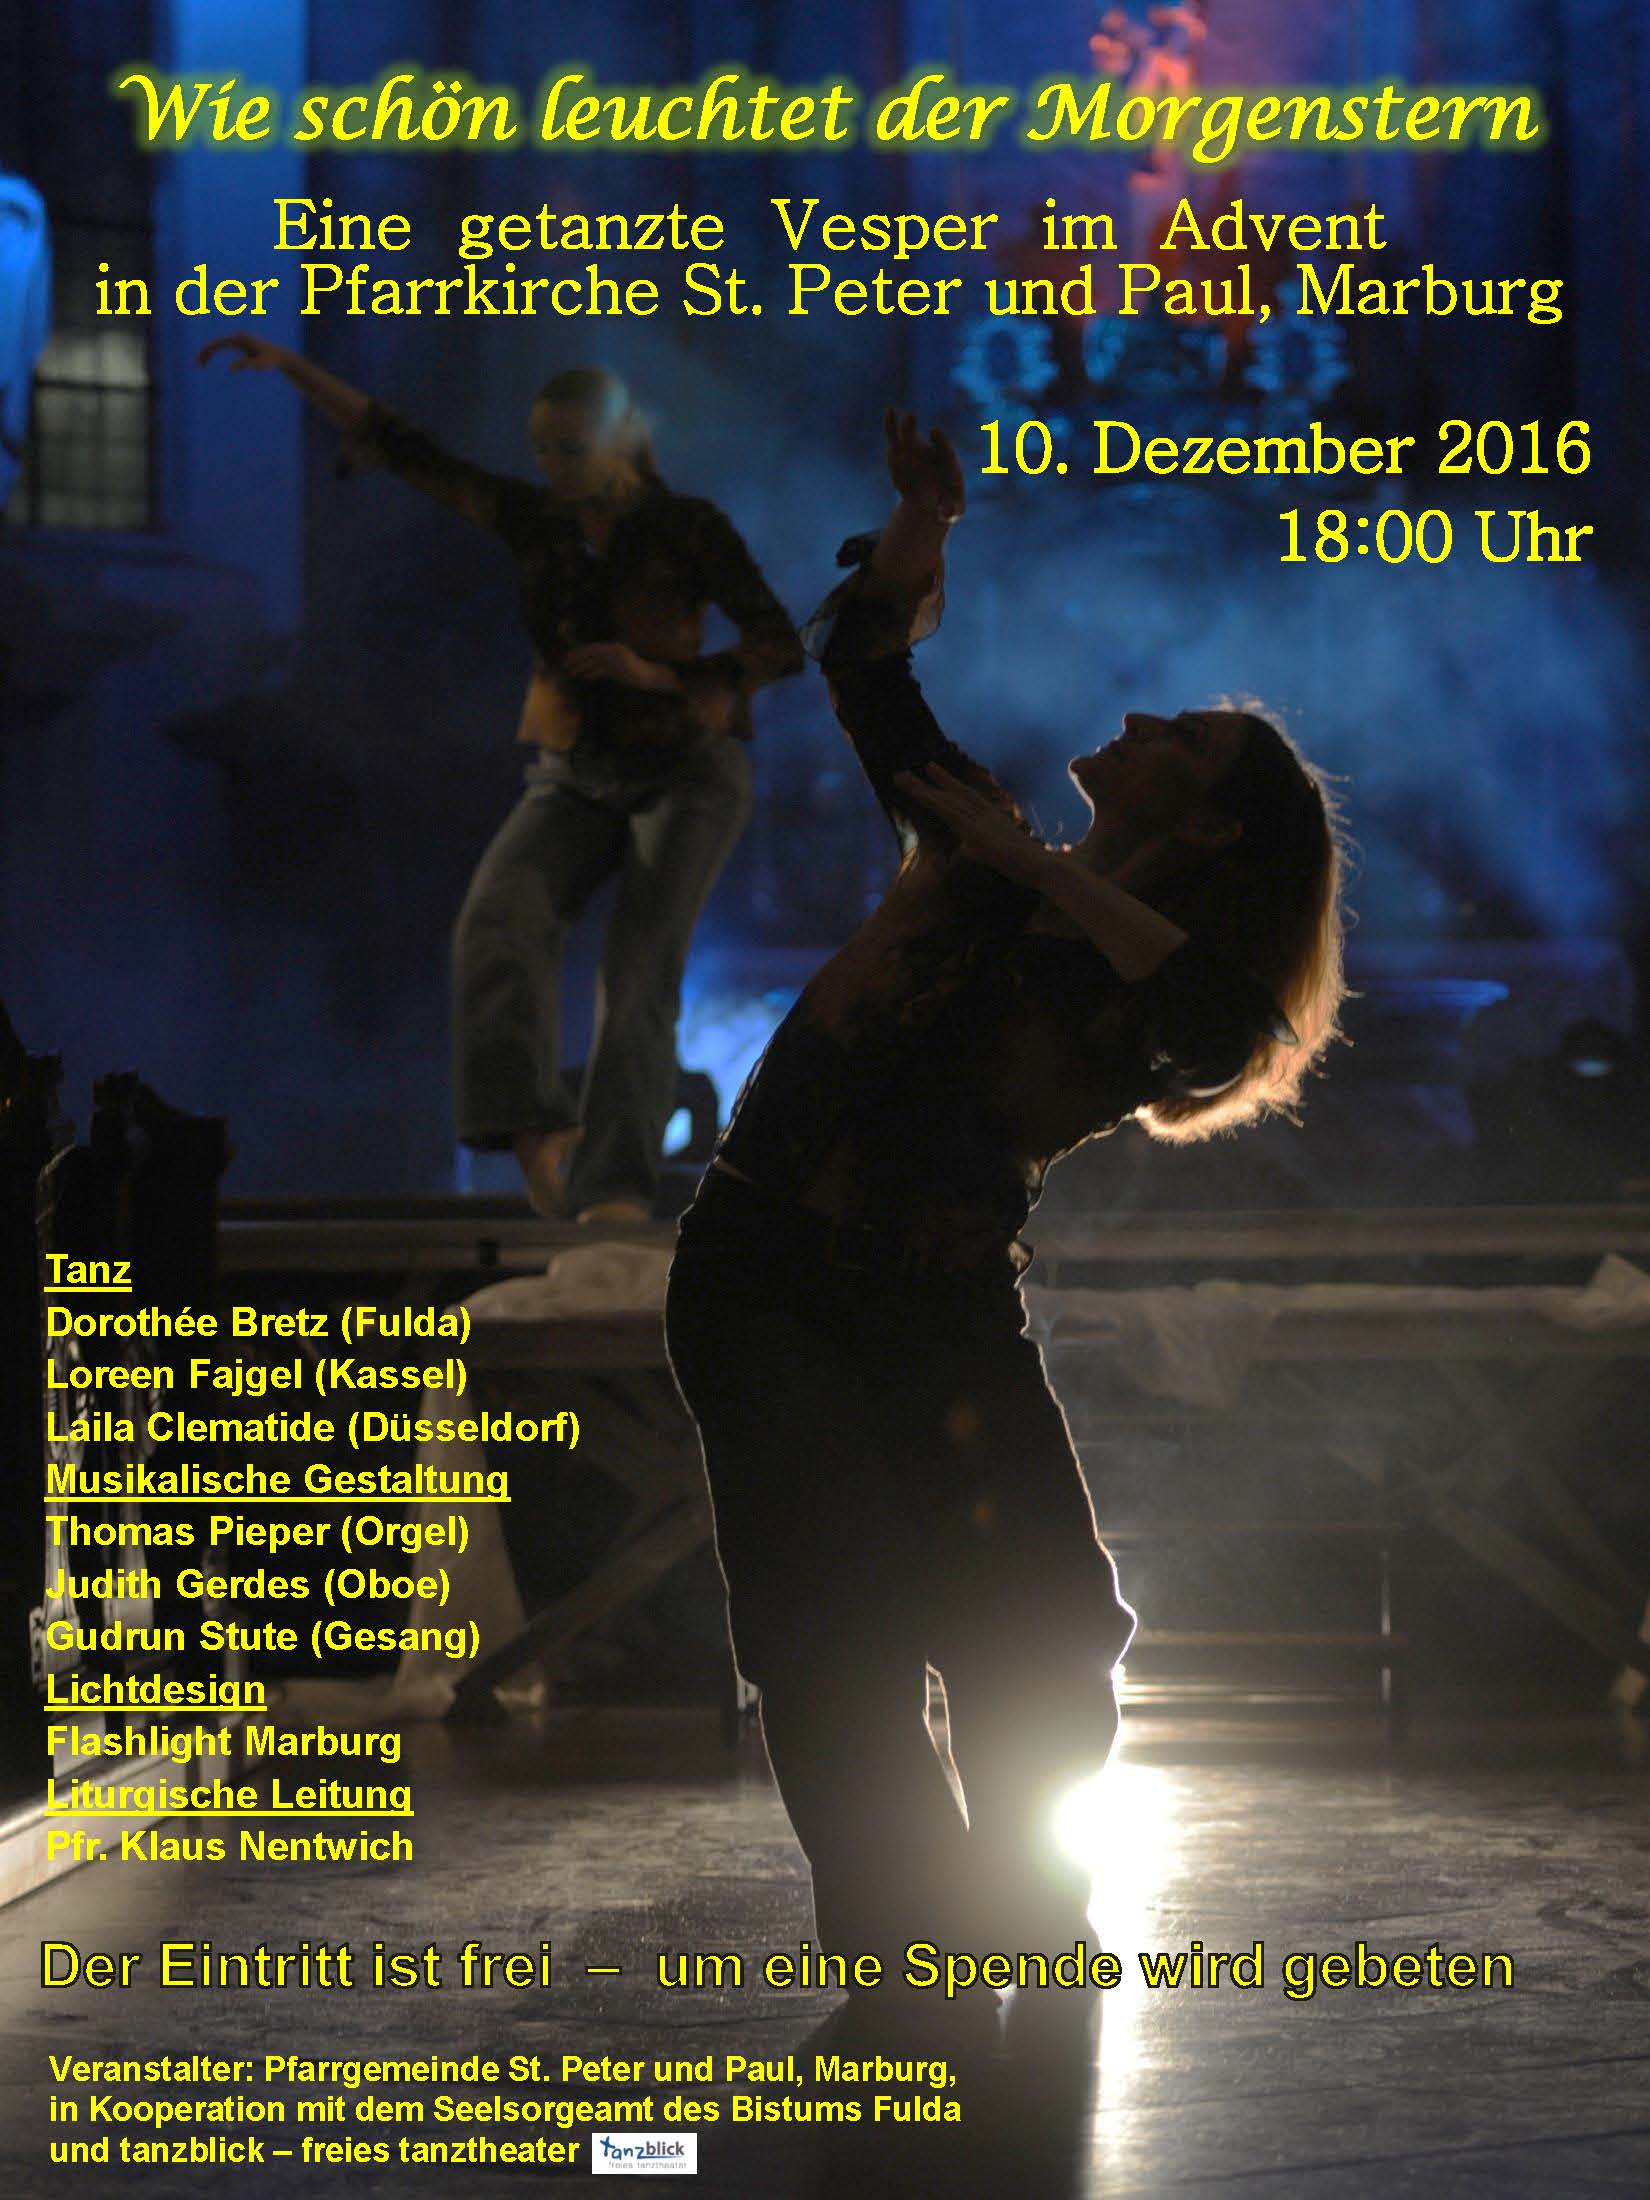 Wie schön leuchtet der Morgenstern
Eine getanzte Vesper im Advent
in der Pfarrkirche St. Peter und Paul, Marburg
10. Dezember 2016
18:00 Uhr
Tanz
Dorothée Bretz (Fulda)
Loreen Fajgel (Kassel)
Laila Clematide (Düsseldorf)
Musikalische Gestaltung
Thomas Pieper (Orgel)
Judith Gerdes (Oboe)
Gudrun Stute (Gesang)
Lichtdesign
Flashlight Marburg
Liturgische Leitung
Pfr. Klaus Nentwich
Der Eintritt ist frei – um eine Spende wird gebeten
Veranstalter: Pfarrgemeinde St. Peter und Paul, Marburg,
in Kooperation mit dem Seelsorgeamt des Bistums Fulda
und tanzblick – freies tanztheater
tanzblick
freies tanztheater